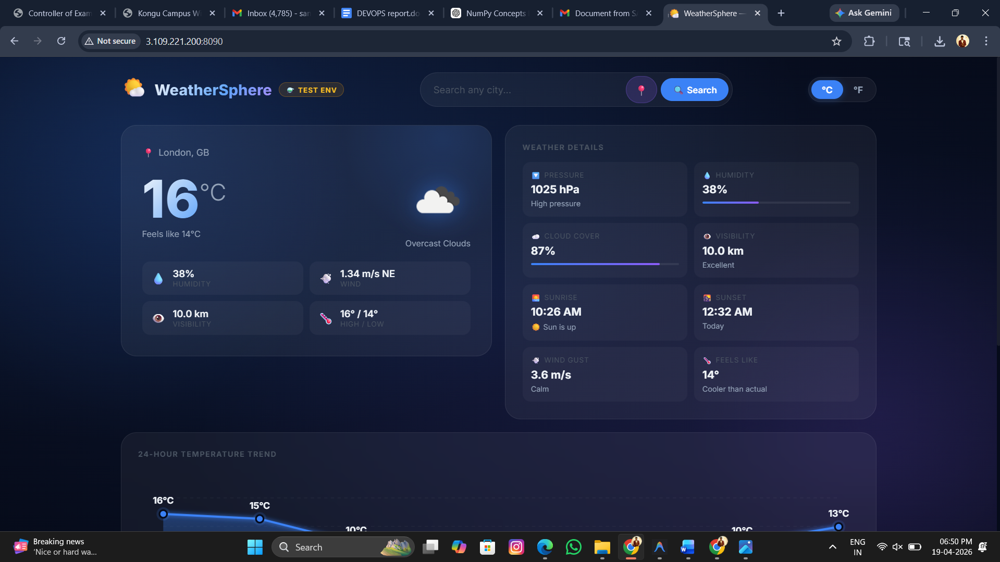 Controller of Exam
Kongu Campus Wi
Inbox (4,785) - san
DEVOPS report.do
NumPy Concepts
Document from SA
WeatherSphere —
Ask Gemini
Not secure
3.109.221.200:8090
WeatherSphere
TEST ENV
Search any city...
Search
°C
°F
London, GB
16°C
Feels like 14°C
Overcast Clouds
38%
HUMIDITY
1.34 m/s NE
WIND
10.0 km
VISIBILITY
16° / 14°
HIGH / LOW
WEATHER DETAILS
PRESSURE
1025 hPa
High pressure
HUMIDITY
38%
CLOUD COVER
87%
VISIBILITY
10.0 km
Excellent
SUNRISE
10:26 AM
Sun is up
SUNSET
12:32 AM
Today
WIND GUST
3.6 m/s
Calm
FEELS LIKE
14°
Cooler than actual
24-HOUR TEMPERATURE TREND
16°C
15°C
10°C
10°C
13°C
Breaking news
'Nice or hard wa...
Search
ENG
IN
06:50 PM
19-04-2026